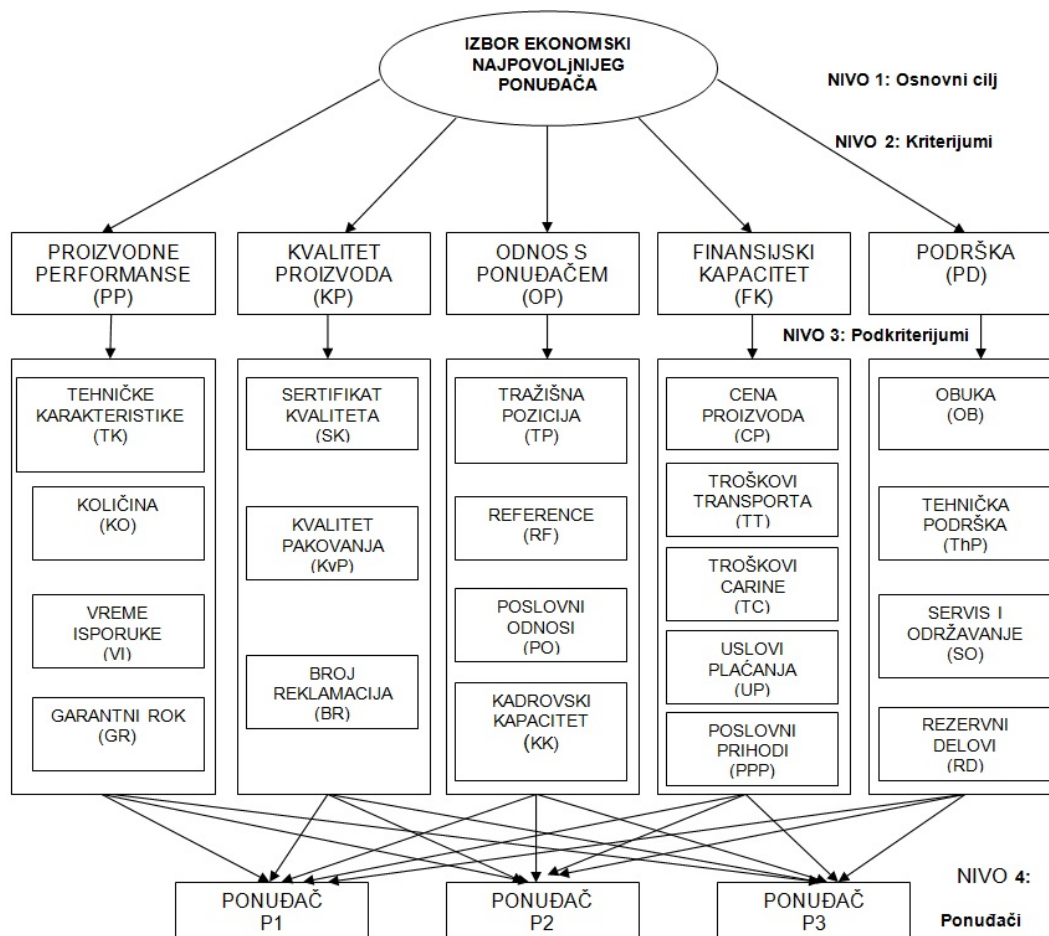 IZBOR EKONOMSKI
NAJPOVOLjNIJEG
PONUĐAČA
NIVO 1: Osnovni cilj
NIVO 2: Kriterijumi
PROIZVODNE
PERFORMANSE
(PP)
KVALITET
PROIZVODA
(KP)
ODNOS S
PONUĐAČEM
(OP)
FINANSIJSKI
KAPACITET
(FK)
PODRŠKA
(PD)
NIVO 3: Podkriterijumi
TEHNIČKE
KARAKTERISTIKE
(TK)
KOLIČINA
(KO)
VREME
ISPORUKE
(VI)
GARANTNI ROK
(GR)
SERTIFIKAT
KVALITETA
(SK)
KVALITET
PAKOVANJA
(KvP)
BROJ
REKLAMACIJA
(BR)
TRAŽIŠNA
POZICIJA
(TP)
REFERENCE
(RF)
POSLOVNI
ODNOSI
(PO)
KADROVSKI
KAPACITET
(KK)
CENA
PROIZVODA
(CP)
TROŠKOVI
TRANSPORTA
(TT)
TROŠKOVI
CARINE
(TC)
USLOVI
PLAĆANJA
(UP)
POSLOVNI
PRIHODI
(PPP)
OBUKA
(OB)
TEHNIČKA
PODRŠKA
(ThP)
SERVIS I
ODRŽAVANJE
(SO)
REZERVNI
DELOVI
(RD)
PONUĐAČ
P1
PONUĐAČ
P2
PONUĐAČ
P3
NIVO 4:
Ponuđači